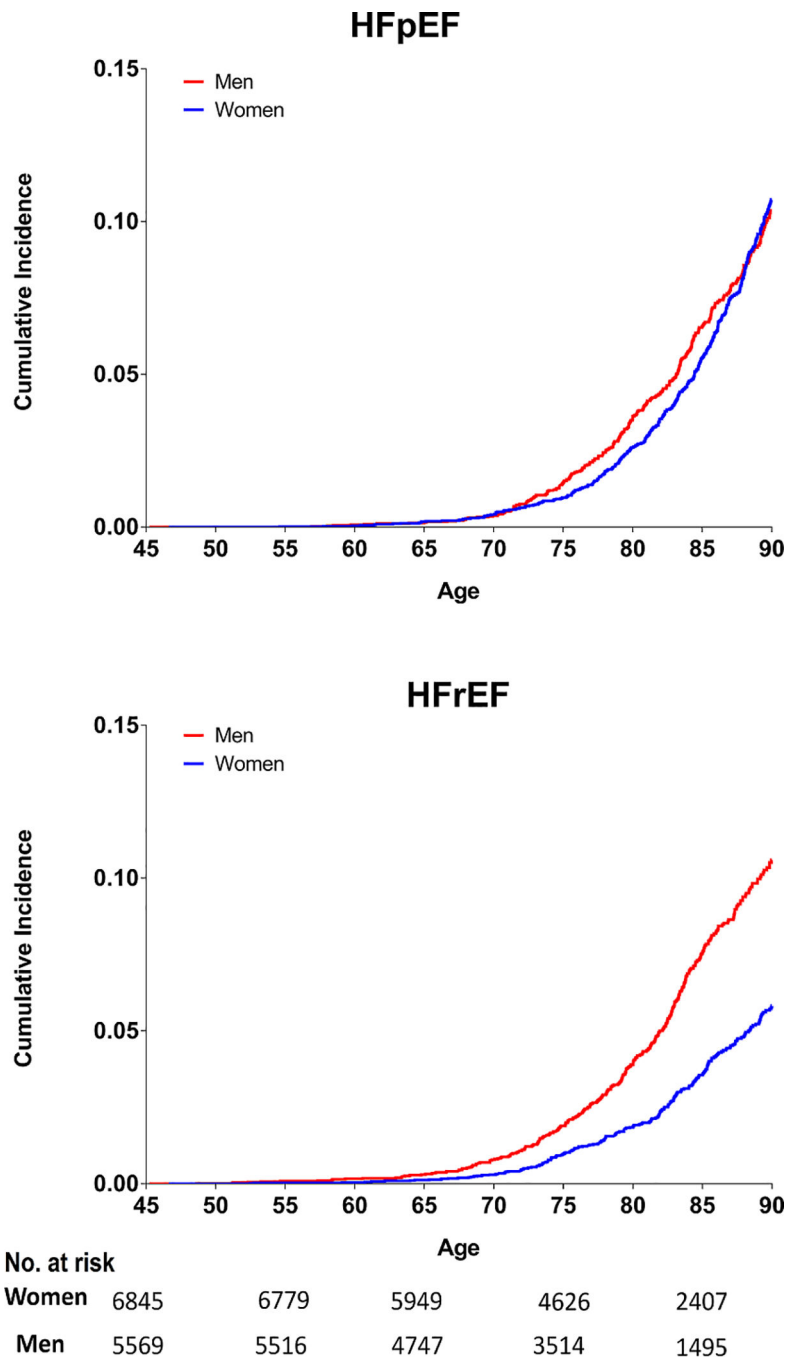 HFpEF
0.15
Men
Women
0.10
Cumulative Incidence
0.05
0.00
45 50 55 60 65 70 75 80 85 90
Age
HFrEF
0.15
Men
Women
0.10
Cumulative Incidence
0.05
0.00
45 50 55 60 65 70 75 80 85 90
Age
No. at risk
Women 6845 6779 5949 4626 2407
Men 5569 5516 4747 3514 1495